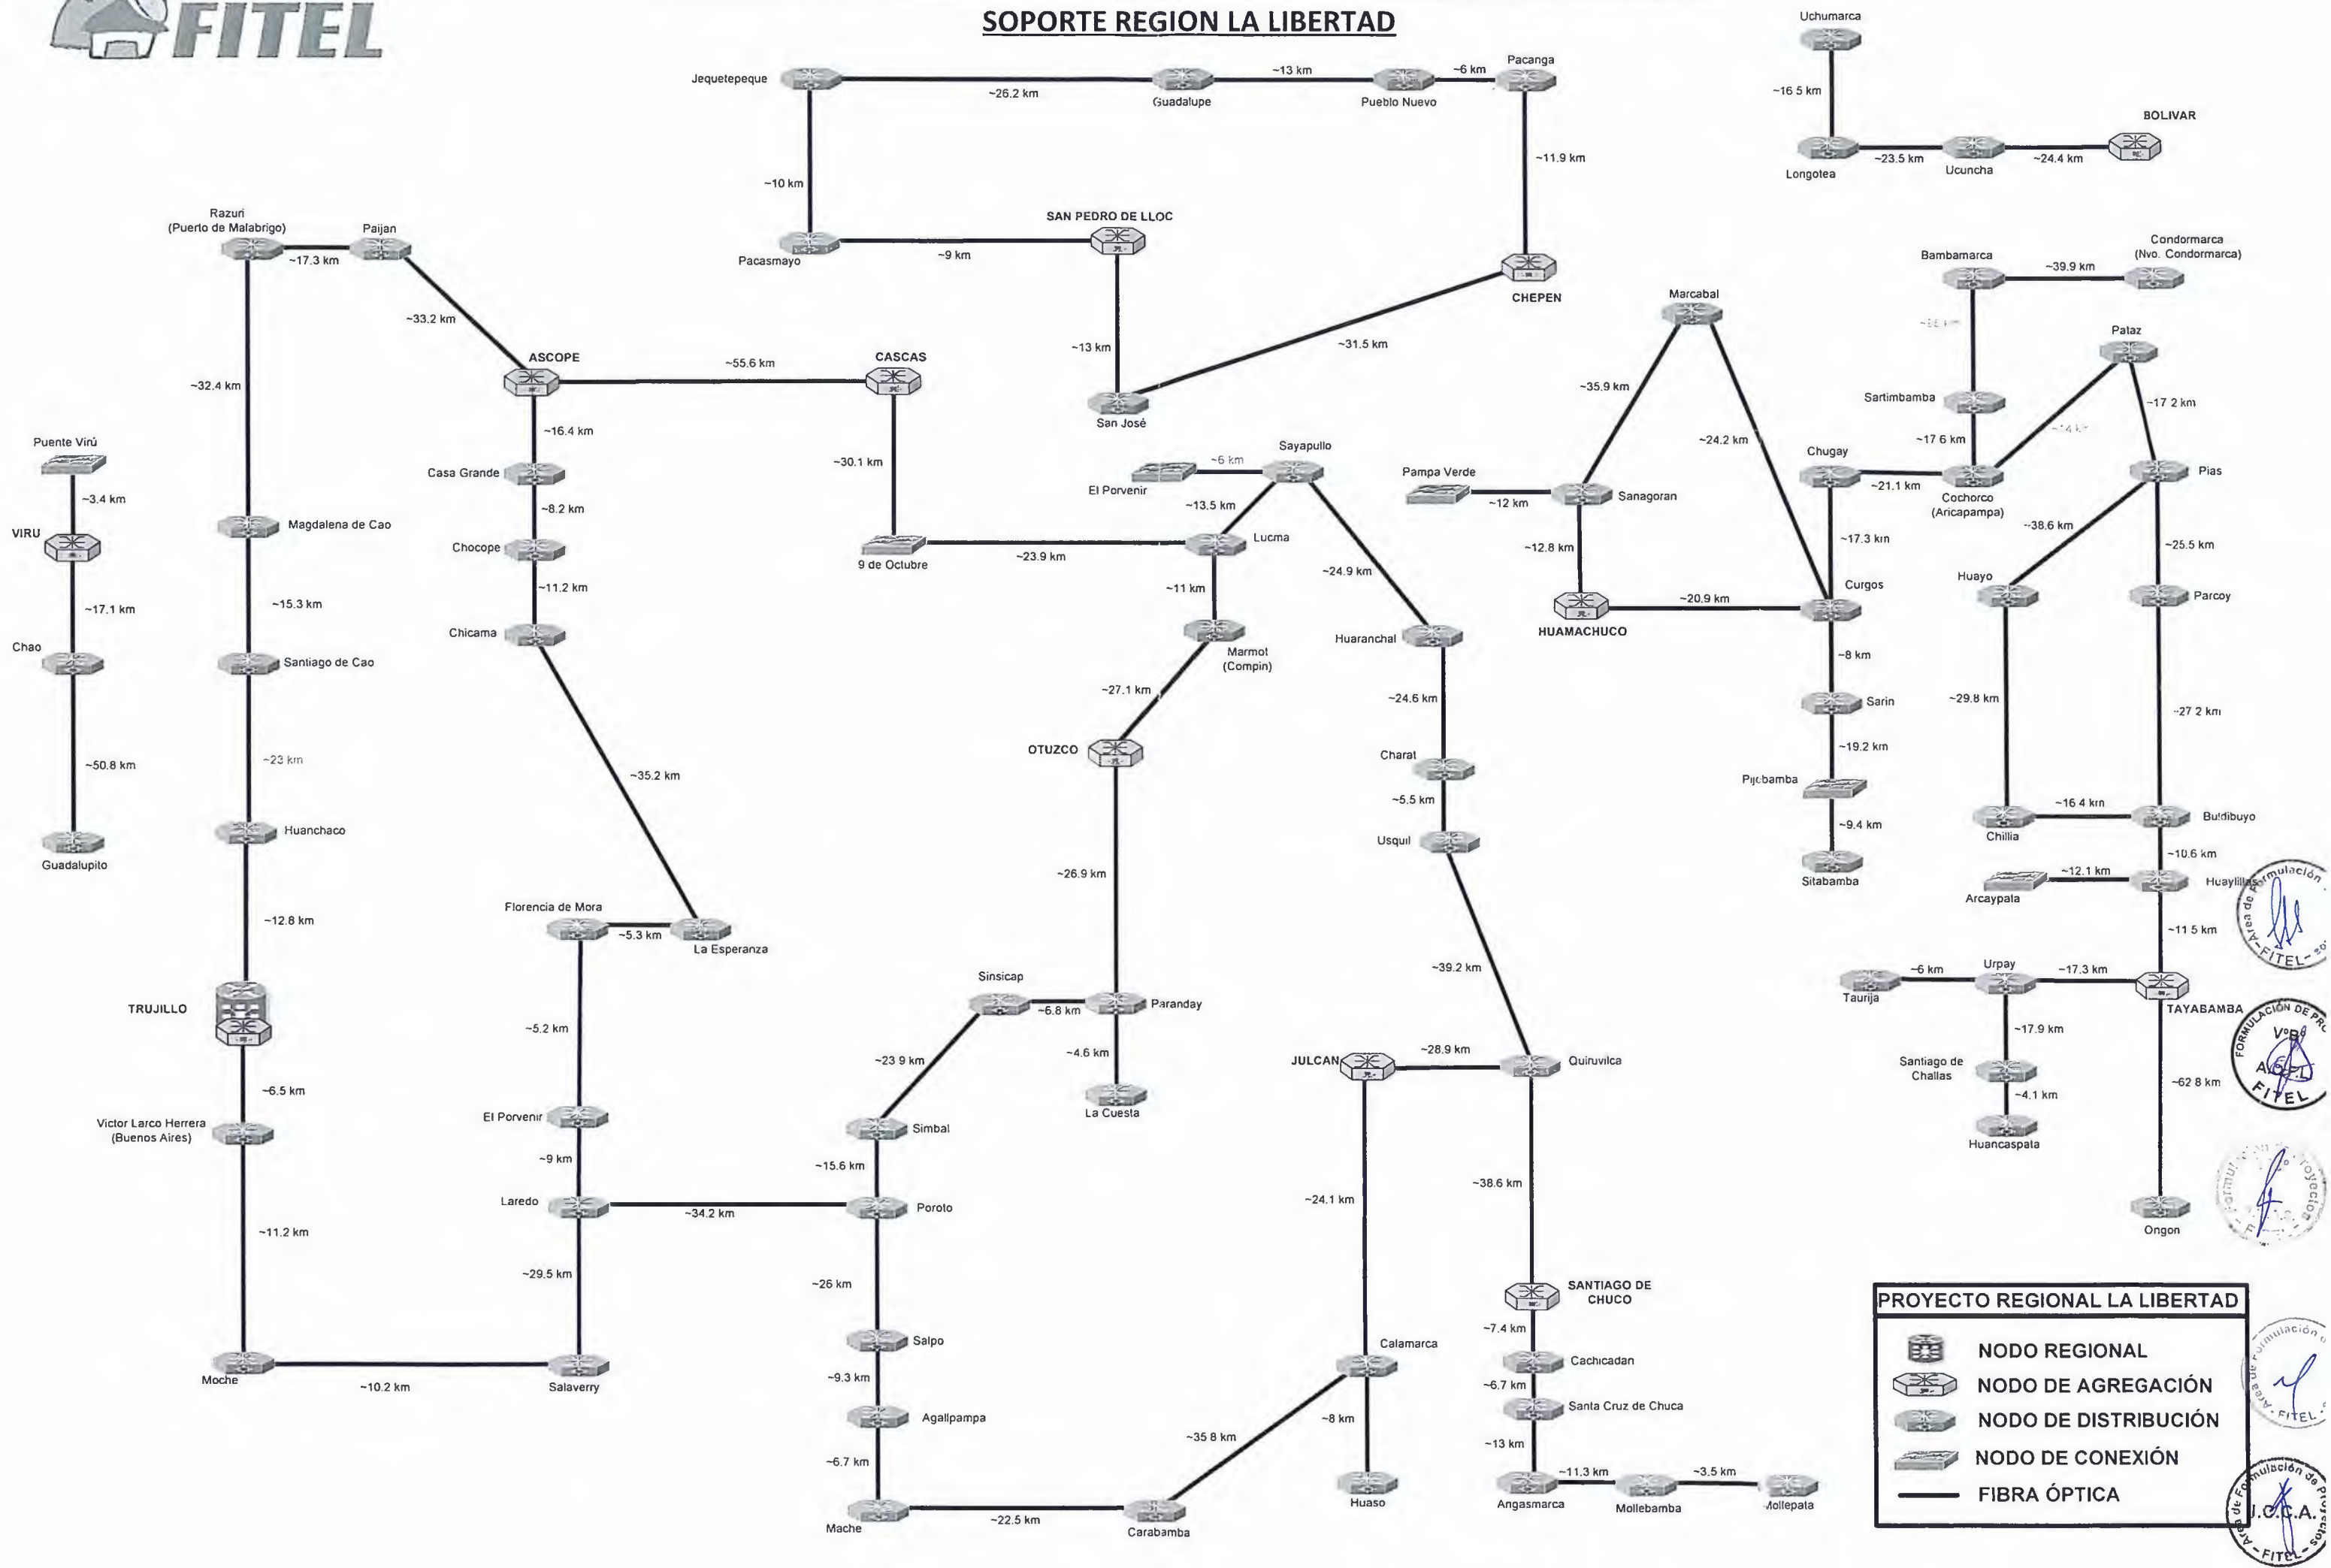 FITEL
SOPORTE REGION LA LIBERTAD
Uchumarca
~16 5 km
BOLIVAR
Longotea
~23.5km
Ucuncha
~24.4 km
Jequetepeque
~26.2 km
Guadalupe
~13 km
Pueblo Nuevo
~6 km
Pacanga
~11.9 km
~10 km
Pacasmayo
~9 km
SAN PEDRO DE LLOC
~13 km
San José
~31.5 km
CHEPEN
Razuri
(Puerto de Malabrigo)
~17.3 km
Paijan
~33.2 km
ASCOPE
~55.6 km
CASCAS
~32.4 km
~16.4 km
~30.1 km
Casa Grande
~8.2 km
Chocope
~11.2 km
Chicama
~35.2 km
9 de Octubre
~23.9 km
Puente Virú
~3.4 km
VIRU
~17.1 km
Chao
~50.8 km
Guadalupito
Magdalena de Cao
~15.3 km
Santiago de Cao
~23 km
Huanchaco
~12.8 km
TRUJILLO
~6.5 km
Victor Larco Herrera
(Buenos Aires)
~11.2 km
Moche
~10.2 km
Salaverry
Florencia de Mora
~5.3 km
La Esperanza
~5.2 km
El Porvenir
~9 km
Laredo
~34.2 km
~29.5 km
El Porvenir
~6 km
Sayapullo
~13.5 km
Lucma
~24.9 km
~11 km
Marmot
(Compin)
~27.1 km
OTUZCO
~26.9 km
Sinsicap
~6.8 km
Paranday
~4.6 km
La Cuesta
~23 9 km
Simbal
~15.6 km
Poroto
~26 km
Salpo
~9.3 km
Agallpampa
~6.7 km
Mache
~22.5 km
Carabamba
~35 8 km
Huaranchal
~24.6 km
Charat
~5.5 km
Usquil
~39.2 km
JULCAN
~28.9 km
Quiruvilca
~24.1 km
Calamarca
~8 km
Huaso
~38.6 km
SANTIAGO DE
CHUCO
~7.4 km
Cachicadan
~6.7 km
Santa Cruz de Chuca
~13 km
Angasmarca
~11.3 km
Mollebamba
~3.5 km
Mollepata
Marcabal
~35.9 km
~24.2 km
Pampa Verde
~12 km
Sanagoran
~12.8 km
HUAMACHUCO
~20.9 km
Curgos
~17.3 km
Chugay
~21.1 km
Cochorco
(Aricapampa)
~8 km
Sarin
~19.2 km
Pijobamba
~9.4 km
Sitabamba
Bambamarca
~39.9 km
Condormarca
(Nvo. Condormarca)
Sartimbamba
~17 6 km
Pataz
~17 2 km
Pias
~38.6 km
~25.5 km
Huayo
Parcoy
~29.8 km
~27 2 km
Chillia
~16 4 km
Buldibuyo
~10.6 km
Arcaypata
~12.1 km
Huaylillas
~11 5 km
Taurija
~6 km
Urpay
~17.3 km
TAYABAMBA
~17.9 km
Santiago de
Challas
~4.1 km
Huancaspata
~62 8 km
Ongon
PROYECTO REGIONAL LA LIBERTAD
NODO REGIONAL
NODO DE AGREGACIÓN
NODO DE DISTRIBUCIÓN
NODO DE CONEXIÓN
FIBRA ÓPTICA
Area de Formulación
FITEL
FORMULACIÓN DE
V°B°
FITEL
Area de Formulación
FITEL
Area de Formulación de
J.C.C.A.
FITEL